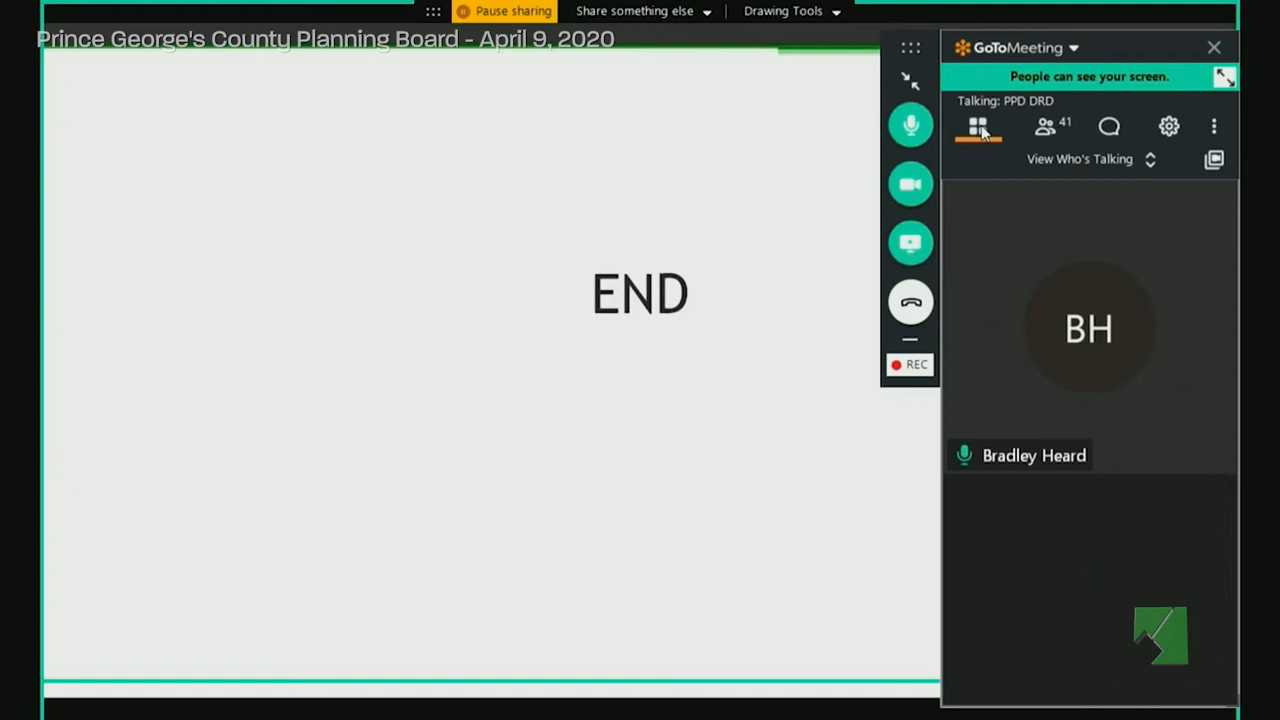 Pause sharing
Share something else
Drawing Tools
Prince George's County Planning Board - April 9, 2020
GoToMeeting
People can see your screen.
Talking: PPD DRD
41
View Who's Talking
END
BH
REC
Bradley Heard